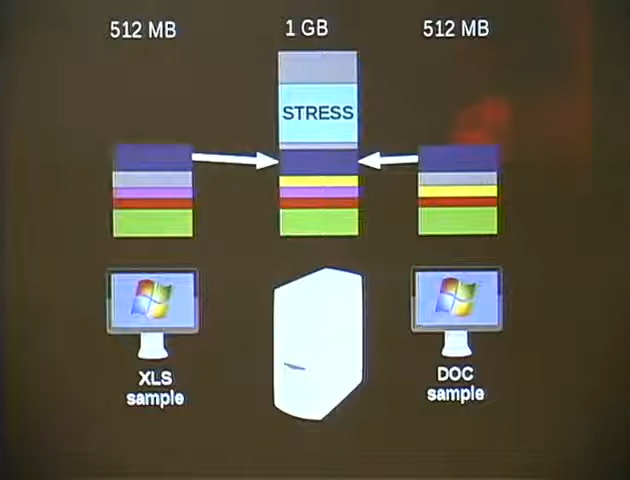 512 MB
1 GB
512 MB
STRESS
XLS
sample
DOC
sample